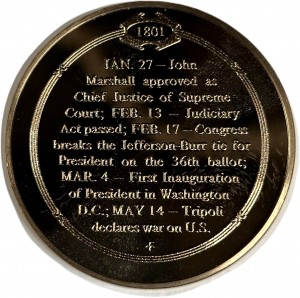 1801
JAN. 27 — John
Marshall approved as
Chief Justice of Supreme
Court; FEB. 13 — Judiciary
Act passed; FEB. 17 — Congress
breaks the Jefferson-Burr tie for
President on the 36th ballot;
MAR. 4 — First Inauguration
of President in Washington
D.C.; MAY 14 — Tripoli
declares war on U.S.